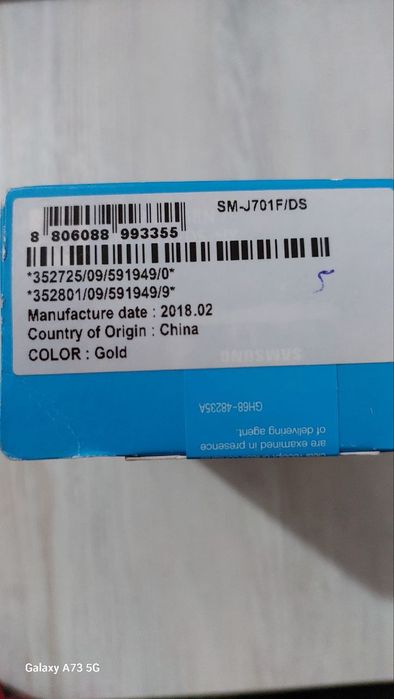 SM-J701F/DS
8 806088 993355
*352725/09/591949/0*
*352801/09/591949/9*
5
Manufacture date : 2018.02
Country of Origin : China
COLOR : Gold
SAMSUNG
GH68-48235A
are examined in presence
of delivering agent.
Galaxy A73 5G